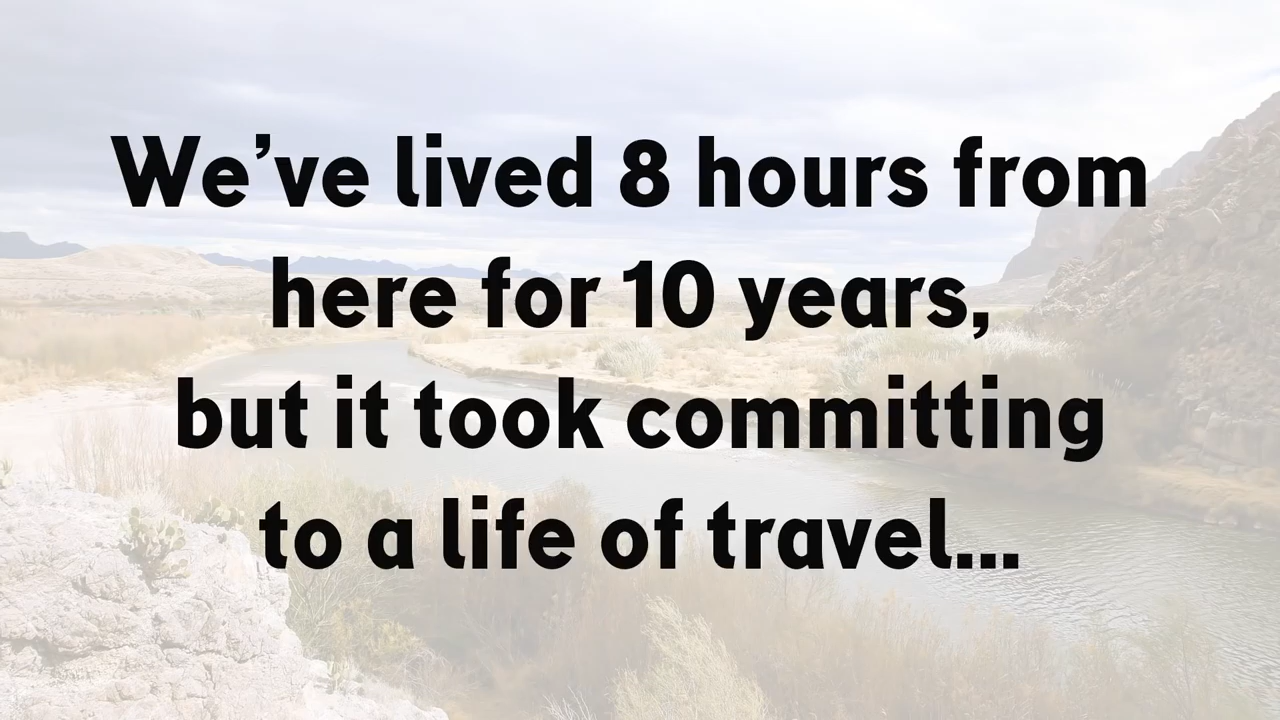 We’ve lived 8 hours from
here for 10 years,
but it took committing
to a life of travel...